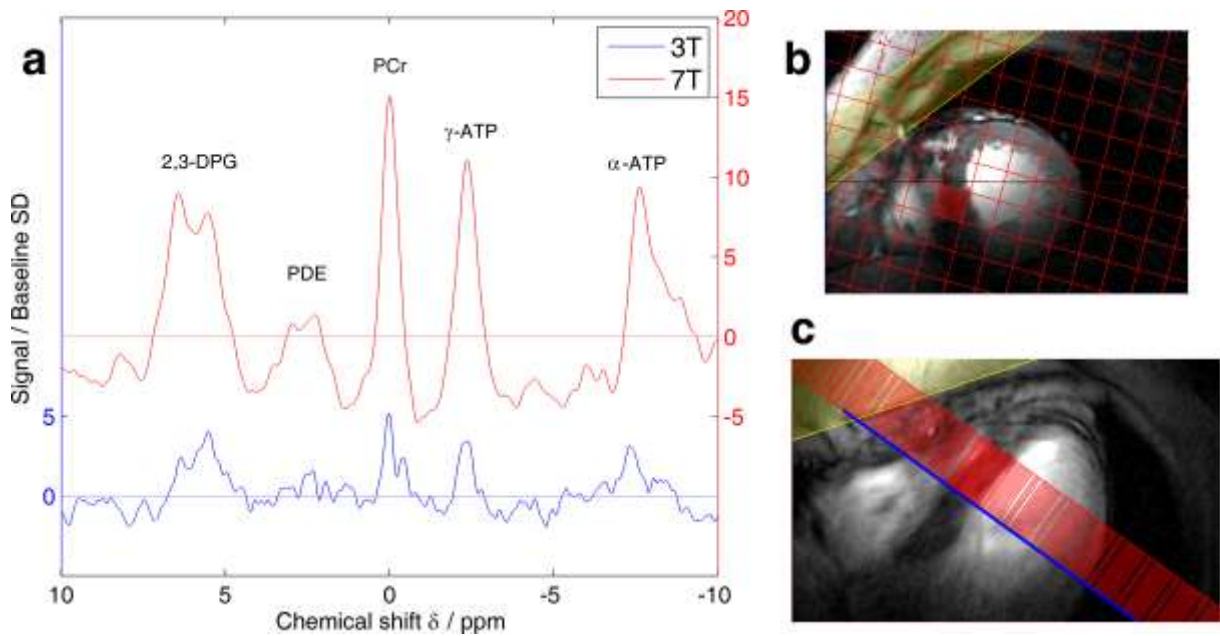 a
Signal / Baseline SD
3T
7T
PCr
γ-ATP
2,3-DPG
α-ATP
PDE
20
15
10
5
0
-5
5
0
10
5
0
-5
-10
Chemical shift δ / ppm
b
c